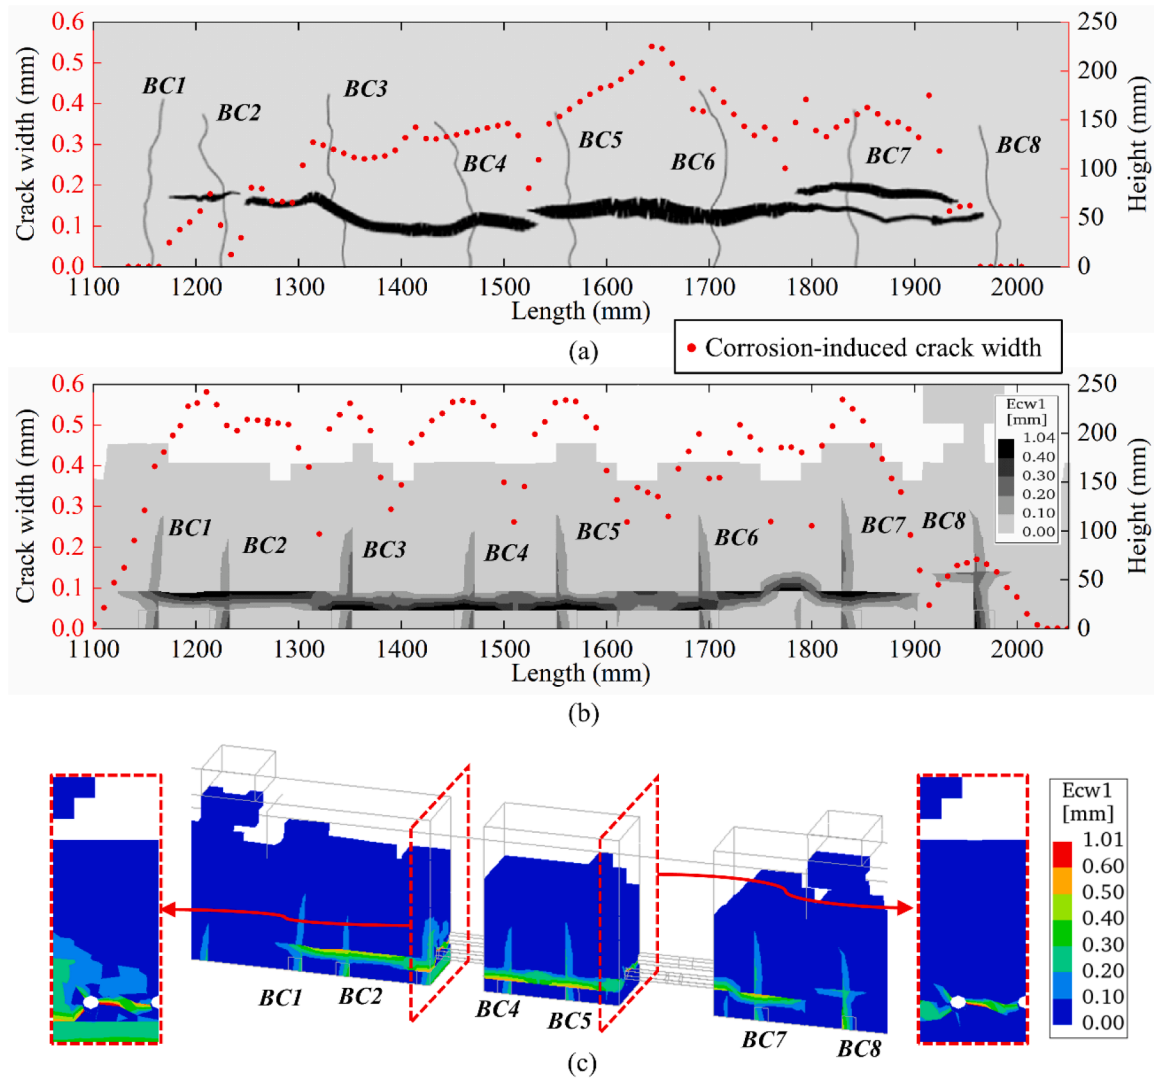 0.6
0.5
0.4
0.3
0.2
0.1
0.0
Crack width (mm)
250
200
150
100
50
0
Height (mm)
BC1
BC2
BC3
BC4
BC5
BC6
BC7
BC8
1100 1200 1300 1400 1500 1600 1700 1800 1900 2000
Length (mm)
(a)
Corrosion-induced crack width
0.6
0.5
0.4
0.3
0.2
0.1
0.0
Crack width (mm)
250
200
150
100
50
0
Height (mm)
Ecw1
[mm]
1.04
0.40
0.30
0.20
0.10
0.00
BC1
BC2
BC3
BC4
BC5
BC6
BC7
BC8
1100 1200 1300 1400 1500 1600 1700 1800 1900 2000
Length (mm)
(b)
BC1
BC2
BC4
BC5
BC7
BC8
Ecw1
[mm]
1.01
0.60
0.50
0.40
0.30
0.20
0.10
0.00
(c)